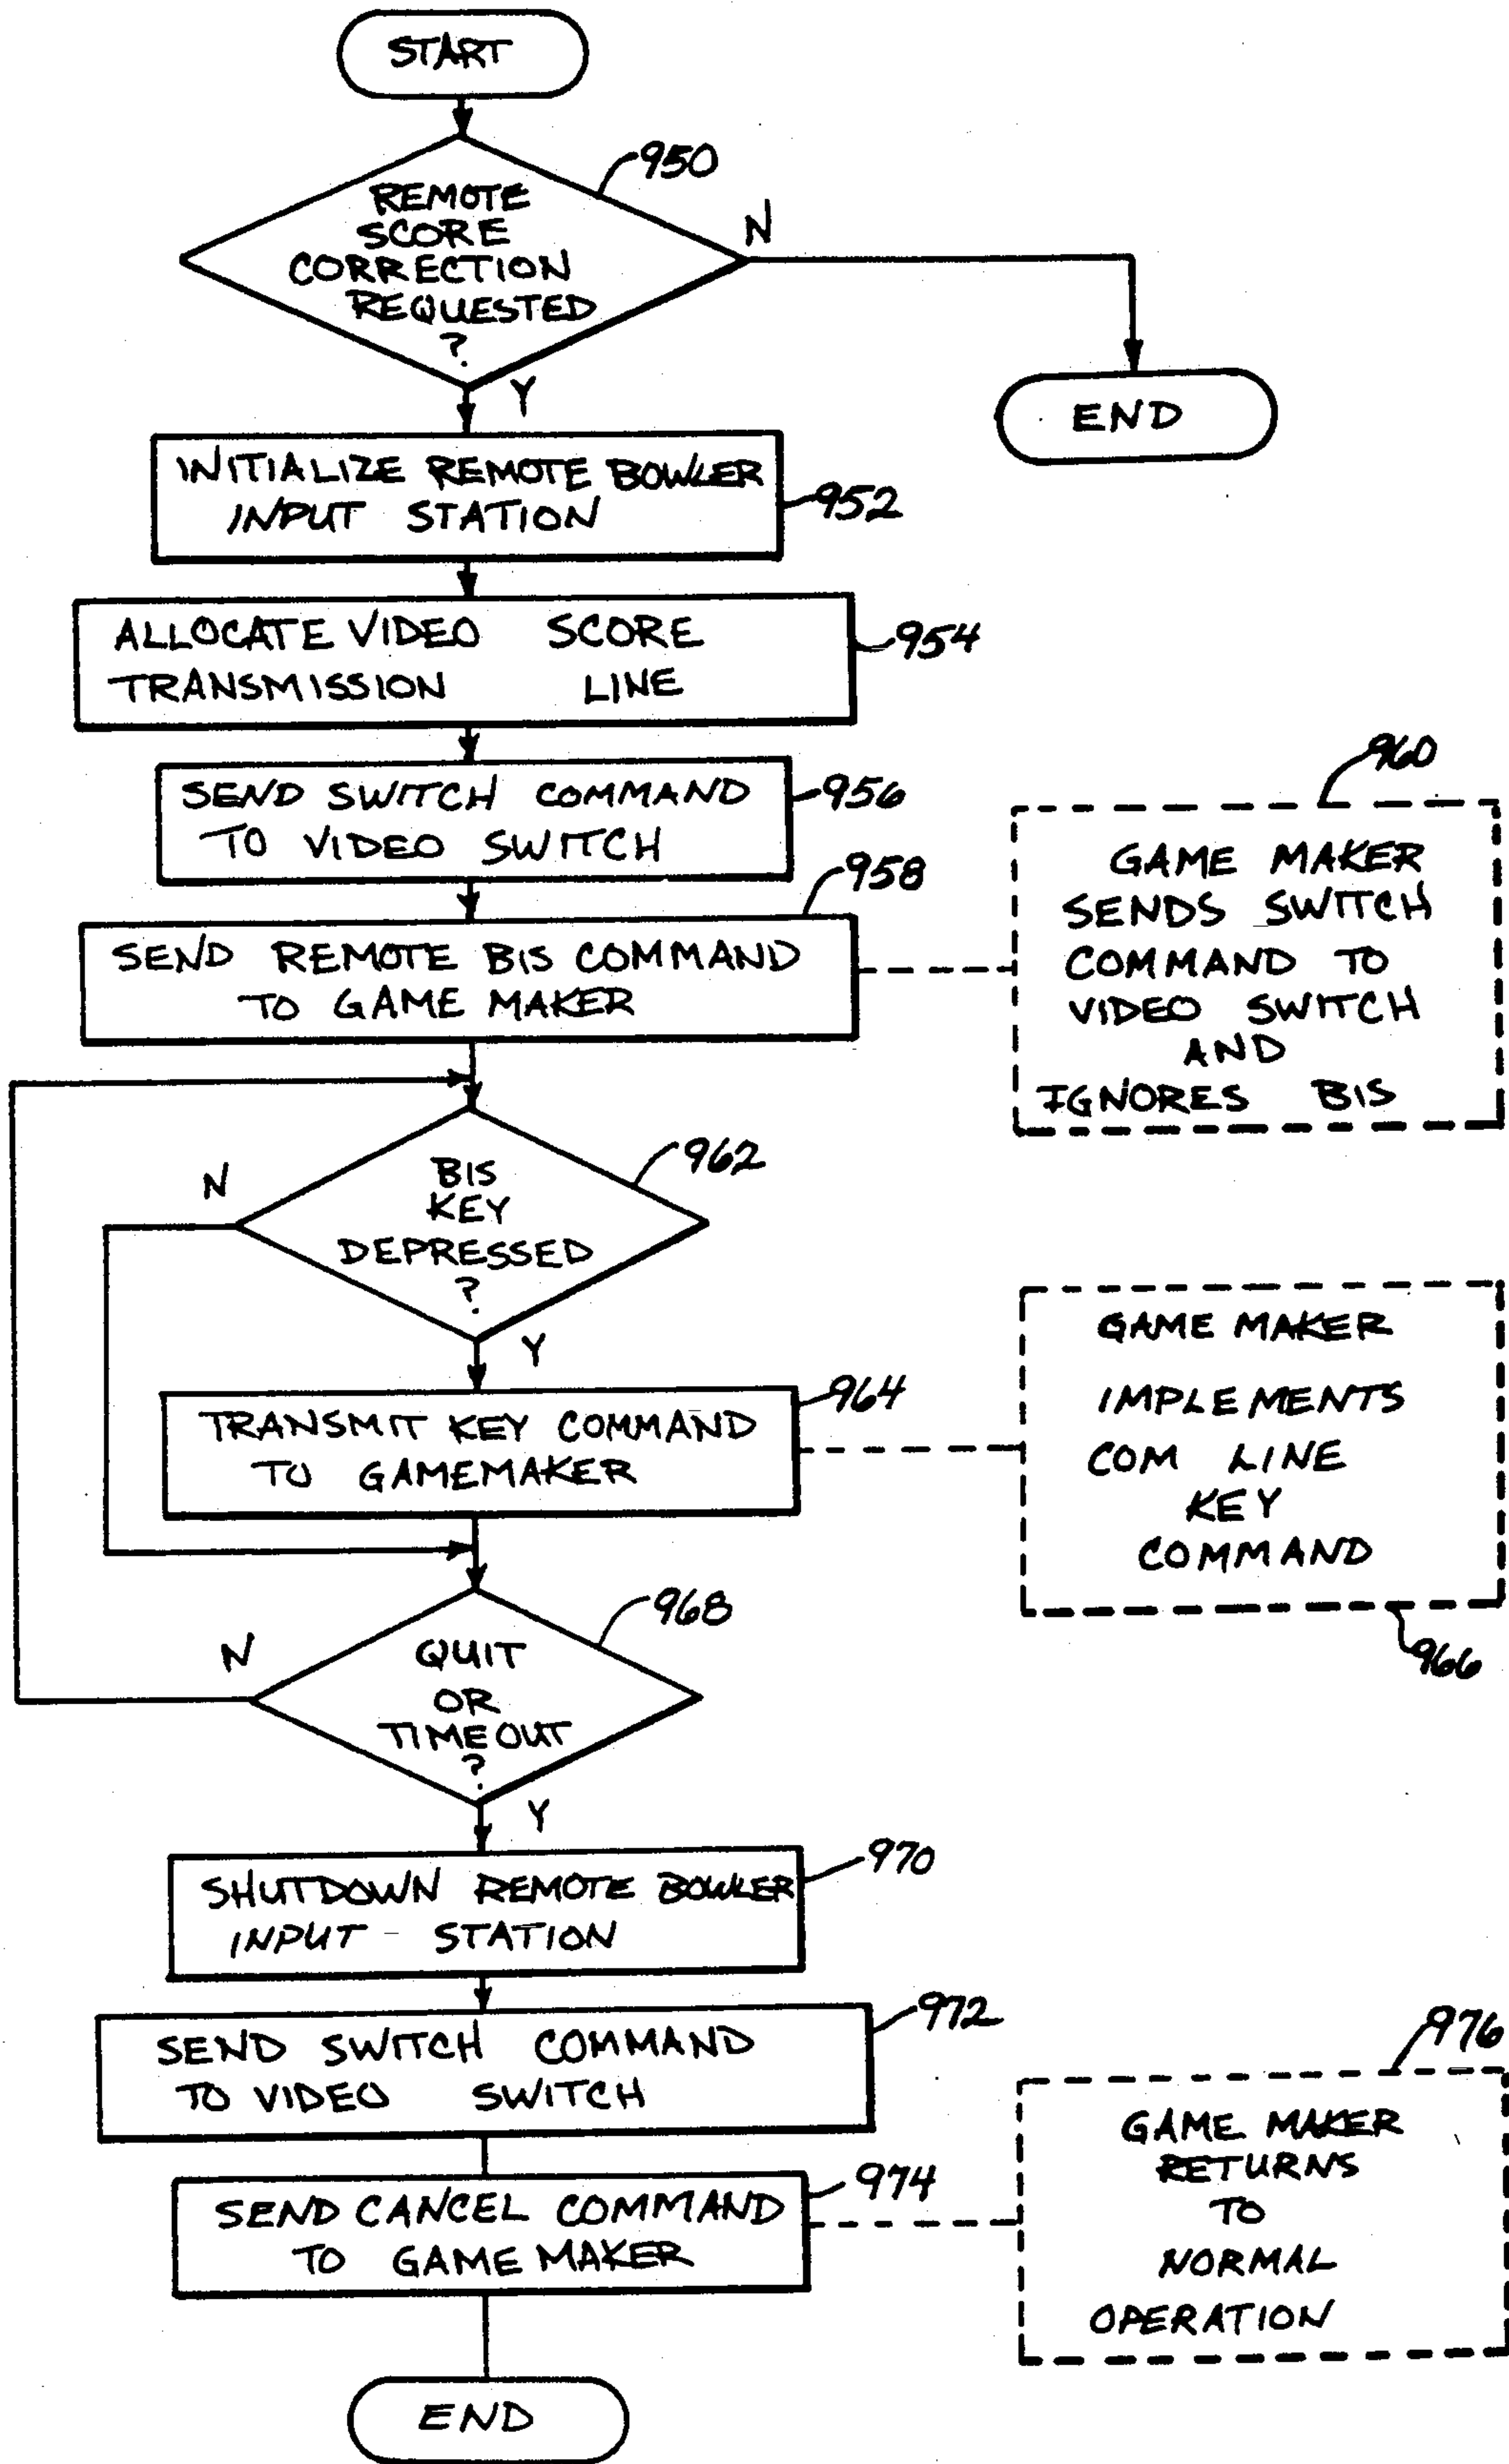 START
950
REMOTE
SCORE
CORRECTION
REQUESTED
?
N
Y
END
INITIALIZE REMOTE BOWLER
INPUT STATION
952
ALLOCATE VIDEO SCORE
TRANSMISSION LINE
954
SEND SWITCH COMMAND
TO VIDEO SWITCH
956
958
SEND REMOTE BIS COMMAND
TO GAME MAKER
960
GAME MAKER
SENDS SWITCH
COMMAND TO
VIDEO SWITCH
AND
IGNORES BIS
962
N
BIS
KEY
DEPRESSED
?
Y
964
TRANSMIT KEY COMMAND
TO GAMEMAKER
GAME MAKER
IMPLEMENTS
COM LINE
KEY
COMMAND
966
968
N
QUIT
OR
TIMEOUT
?
Y
970
SHUTDOWN REMOTE BOWLER
INPUT STATION
972
SEND SWITCH COMMAND
TO VIDEO SWITCH
974
SEND CANCEL COMMAND
TO GAME MAKER
976
GAME MAKER
RETURNS
TO
NORMAL
OPERATION
END